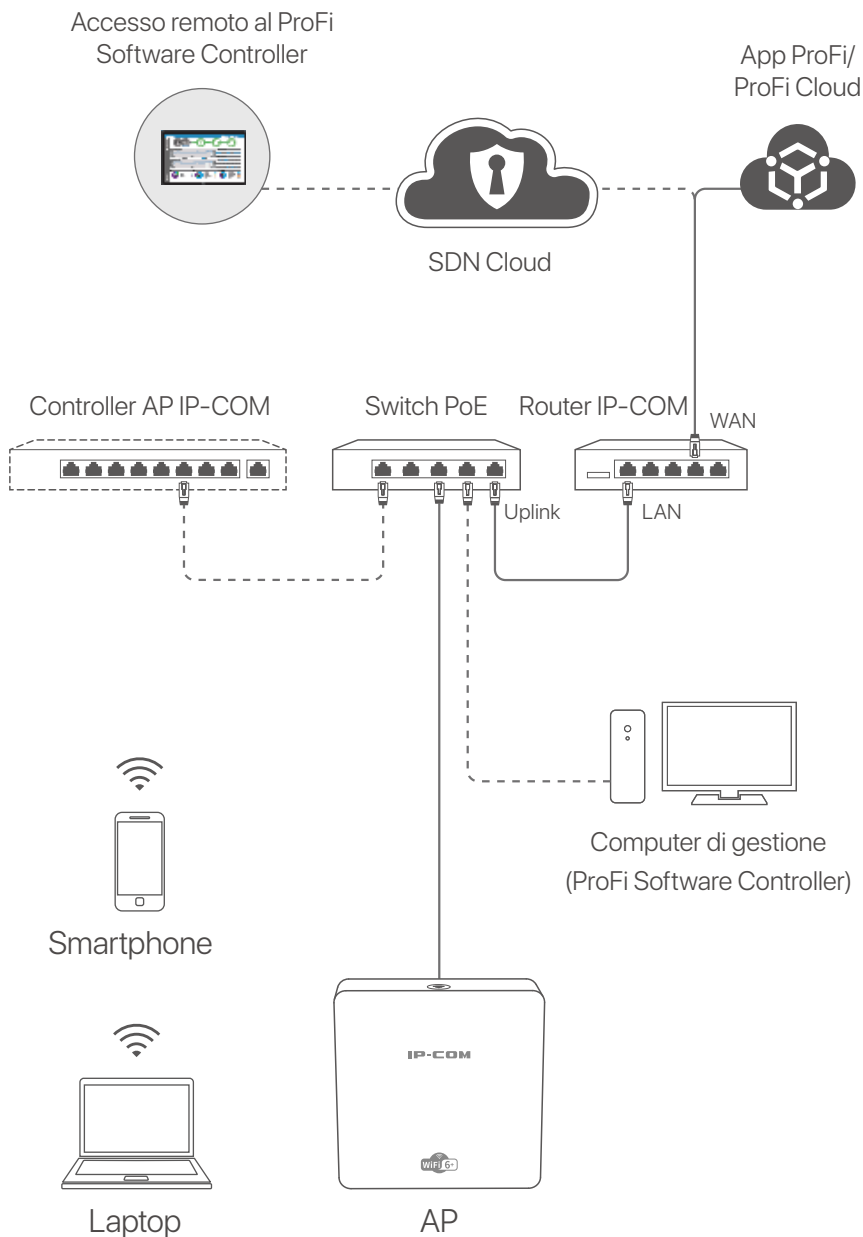 Accesso remoto al ProFi
Software Controller
App ProFi/
ProFi Cloud
SDN Cloud
Controller AP IP-COM
Switch PoE
Router IP-COM
WAN
Uplink
LAN
Computer di gestione
(ProFi Software Controller)
Smartphone
IP-COM
WiFi 6+
Laptop
AP